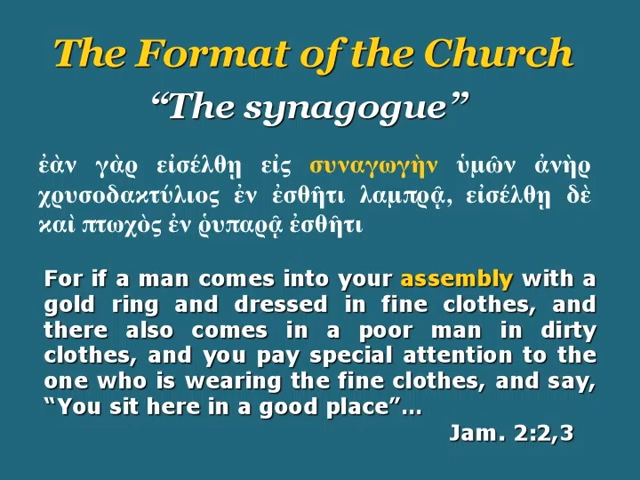 The Format of the Church
“The synagogue”
ἐὰν γὰρ εἰσέλθῃ εἰς συναγωγὴν ὑμῶν ἀνὴρ
χρυσοδακτύλιος ἐν ἐσθῆτι λαμπρᾷ, εἰσέλθῃ δὲ
καὶ πτωχὸς ἐν ῥυπαρᾷ ἐσθῆτι
For if a man comes into your assembly with a
gold ring and dressed in fine clothes, and
there also comes in a poor man in dirty
clothes, and you pay special attention to the
one who is wearing the fine clothes, and say,
“You sit here in a good place”…
Jam. 2:2,3